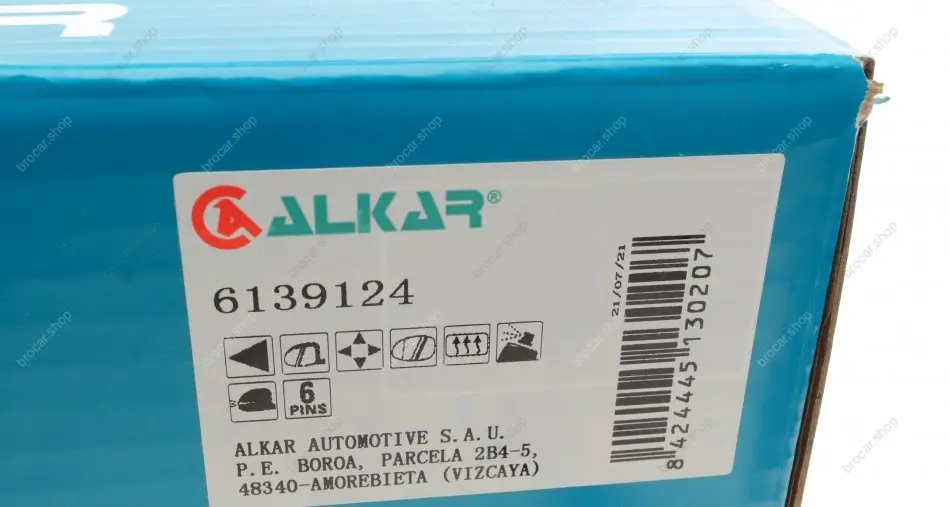 R
ALKAR®
6139124
21/07/21
8 424445 130207
W
6
PINS
ALKAR AUTOMOTIVE S.A.U.
P.E. BOROA, PARCELA 2B4-5,
48340-AMOREBIETA (VIZCAYA)
brocar.shop